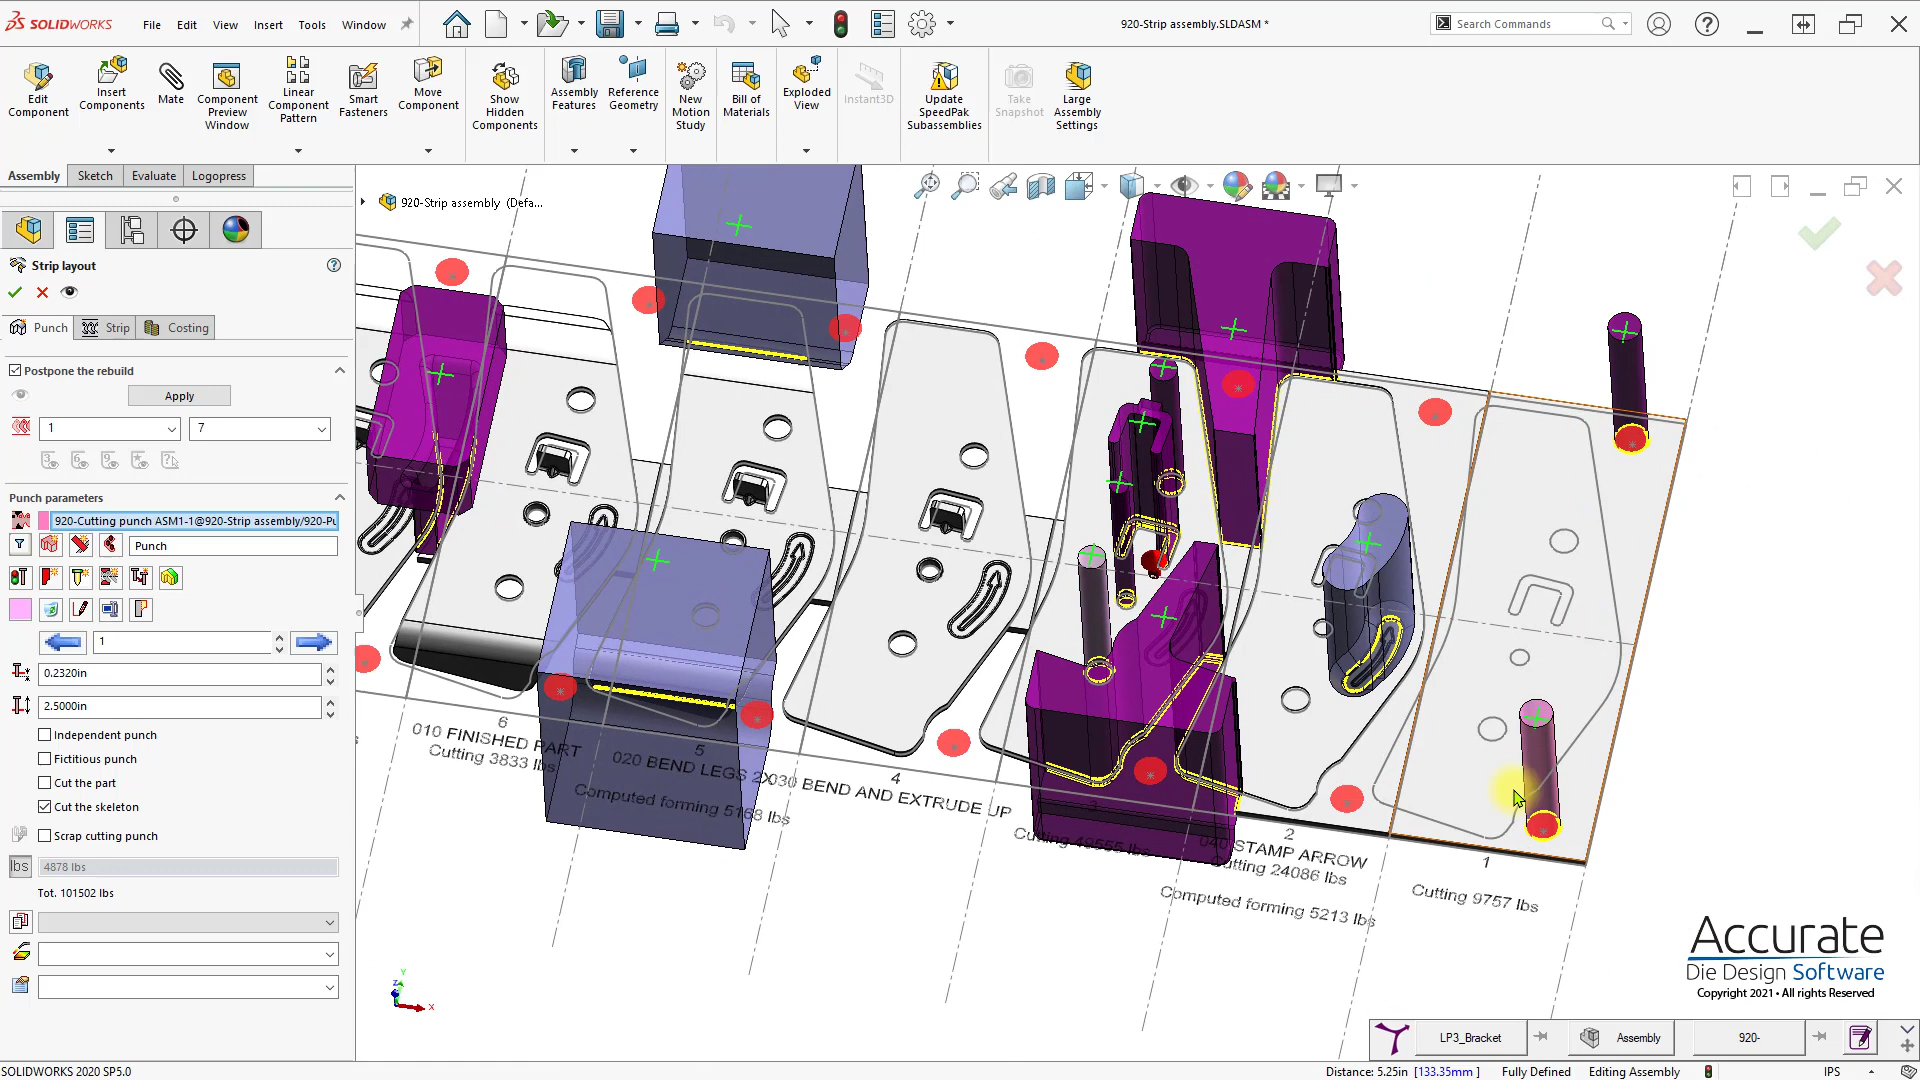 SOLIDWORKS
File
Edit
View
Insert
Tools
Window
920-Strip assembly.SLDASM *
Search Commands
Edit Component
Insert Components
Mate
Component Preview Window
Linear Component Pattern
Smart Fasteners
Move Component
Show Hidden Components
Assembly Features
Reference Geometry
New Motion Study
Bill of Materials
Exploded View
Instant3D
Update SpeedPak Subassemblies
Take Snapshot
Large Assembly Settings
Assembly
Sketch
Evaluate
Logopress
920-Strip assembly (Defa...
Strip layout
Punch
Strip
Costing
Postpone the rebuild
Apply
1
7
Punch parameters
920-Cutting punch ASM1-1@920-Strip assembly/920-Pu
Punch
1
0.2320in
2.5000in
Independent punch
Fictitious punch
Cut the part
Cut the skeleton
Scrap cutting punch
lbs
4878 lbs
Tot. 101502 lbs
6
010 FINISHED PART
Cutting 3833 lbs
5
020 BEND LEGS 2X
Computed forming 5168 lbs
4
030 BEND AND EXTRUDE UP
3
Cutting 49555 lbs
2
040 STAMP ARROW
Cutting 24086 lbs
Computed forming 5213 lbs
1
Cutting 9757 lbs
Y
Z
X
Accurate
Die Design Software
Copyright 2021 • All rights Reserved
LP3_Bracket
Assembly
920-
SOLIDWORKS 2020 SP5.0
Distance: 5.25in [133.35mm ]
Fully Defined
Editing Assembly
IPS